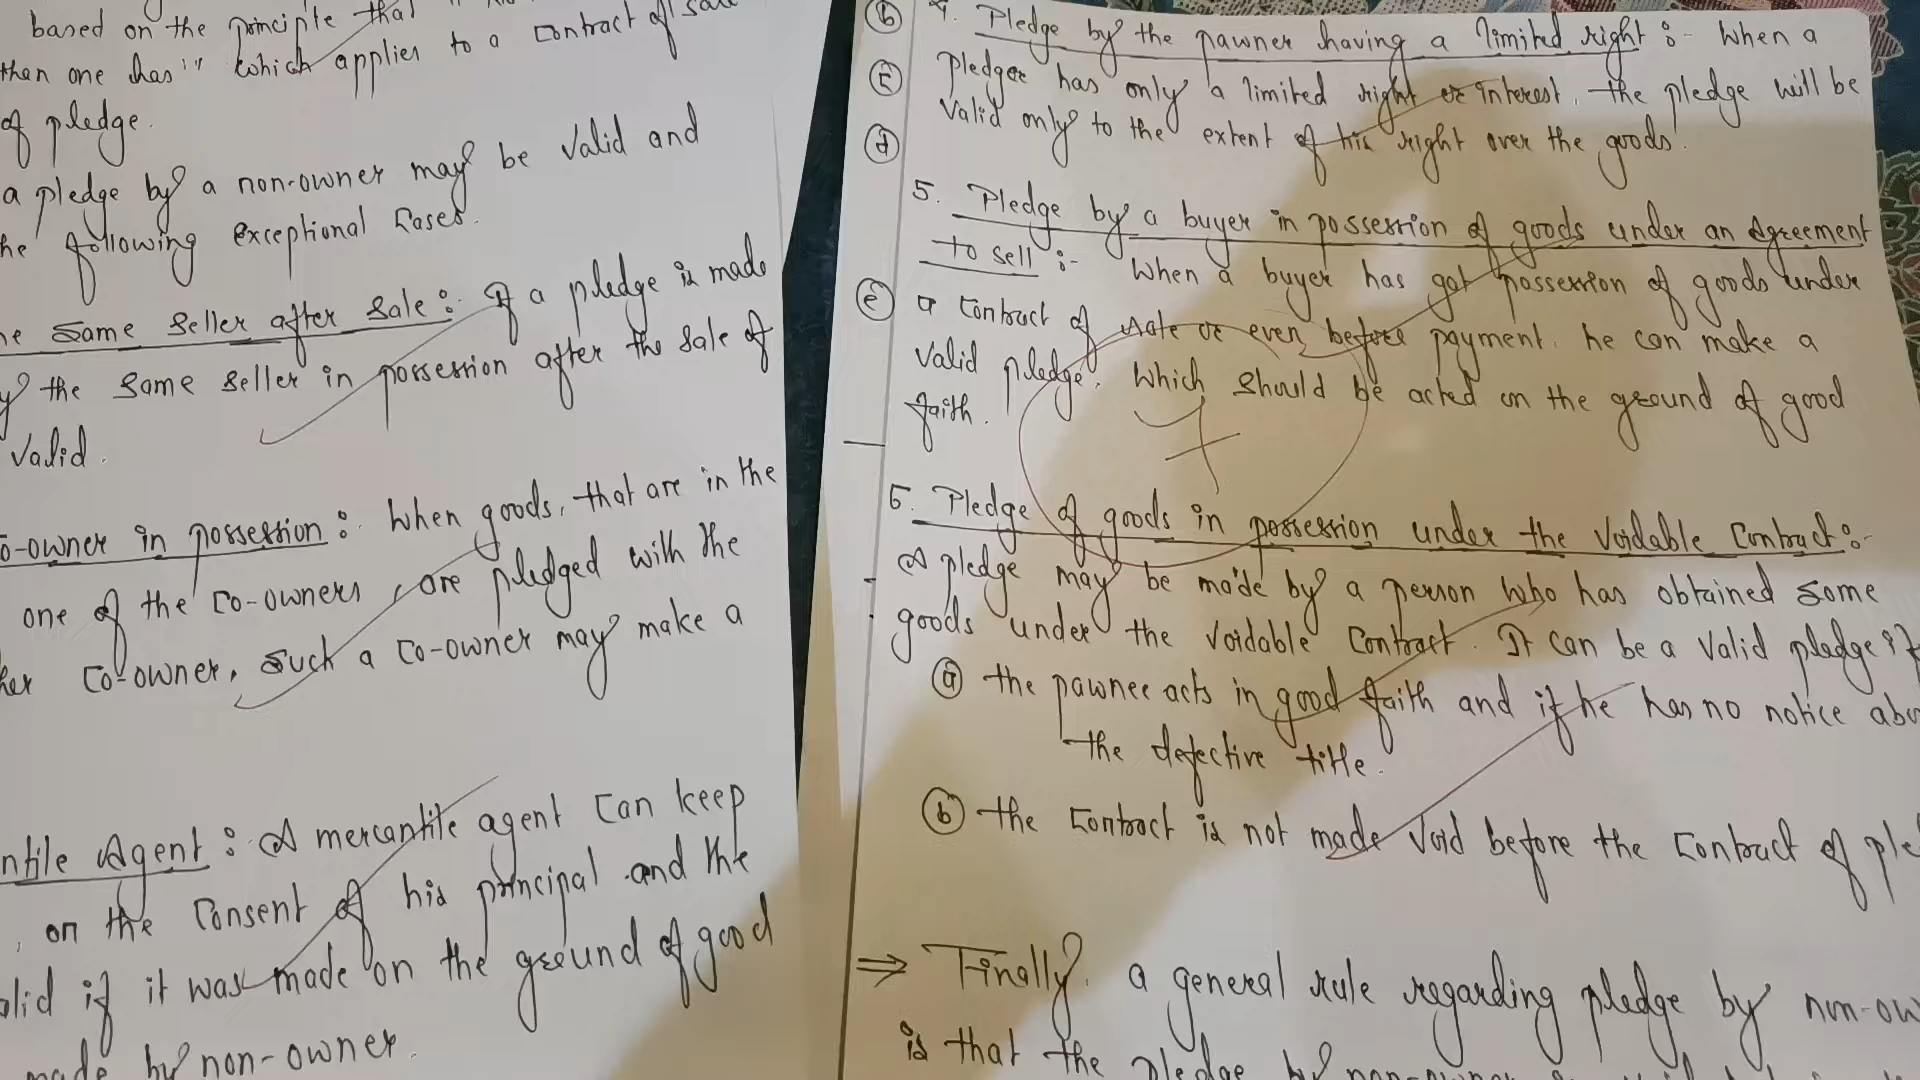 based on the principle that
than one has" which applies to a contract of sale
of pledge.
a pledge by a non-owner may be valid and
he following exceptional cases.
he same seller after sale :- If a pledge is made
y the same seller in possession after the sale of
valid.
o-owner in possession :- When goods, that are in the
one of the co-owners, are pledged with the
her co-owner, such a co-owner may make a
ntile Agent :- A mercantile agent can keep
, on the consent of his principal and the
alid if it was made on the ground of good
made by non-owner.
(b) 4. Pledge by the pawner having a limited right :- When a
(c) pledger has only a limited right or interest, the pledge will be
(d) valid only to the extent of his right over the goods.
5. Pledge by a buyer in possession of goods under an Agreement
to sell :- When a buyer has got possession of goods under
(e) a contract of sale or even before payment, he can make a
valid pledge, which should be acted on the ground of good
faith.
6. Pledge of goods in possession under the voidable contract :-
A pledge may be made by a person who has obtained some
goods under the voidable contract. It can be a valid pledge if
(a) the pawnee acts in good faith and if he has no notice abo
the defective title.
(b) the contract is not made void before the contract of ple
⇒ Finally, a general rule regarding pledge by non-ow
is that the pledge by non-owner